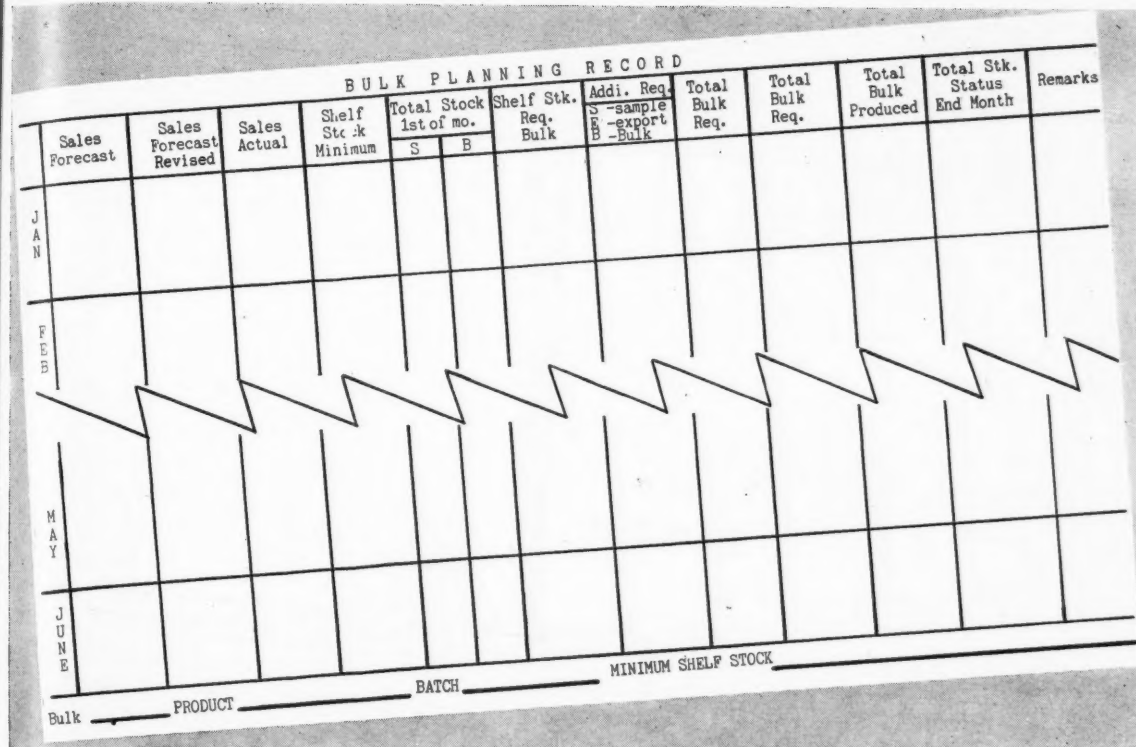 BULK PLANNING RECORD
Sales
Forecast
Sales
Forecast
Revised
Sales
Actual
Shelf
Stock
Minimum
Total Stock
1st of mo.
S B
Shelf Stk.
Req.
Bulk
Addi. Req.
S -sample
E -export
B -Bulk
Total
Bulk
Req.
Total
Bulk
Req.
Total
Bulk
Produced
Total Stk.
Status
End Month
Remarks
JAN
FEB
MAY
JUNE
Bulk PRODUCT BATCH MINIMUM SHELF STOCK